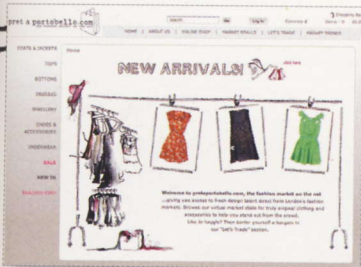 pret a portobello.com
search
Go
Log in
HOME | ABOUT US | ONLINE SHOP | MARKET STALLS | LET'S TRADE | MARKET FRIENDS
COATS & JACKETS
TOPS
BOTTOMS
DRESSES
JEWELLERY
SHOES &
ACCESSORIES
UNDERWEAR
SALE
NEW IN
Home
NEW ARRIVALS!
click here
Welcome to pretaportobello.com, the fashion market on the net
...giving you access to fresh design talent direct from London's fashion
markets. Browse our virtual market stalls for truly original clothing and
accessories to help you stand out from the crowd.
Like to haggle? Then barter yourself a bargain in
our "Let's Trade" section.